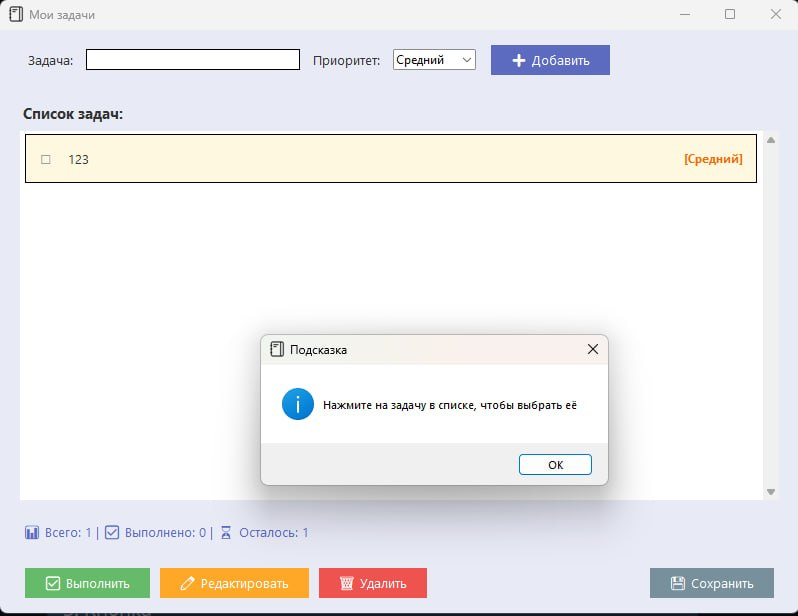 Мои задачи
Задача: Приоритет: Средний Добавить
Список задач:
123 [Средний]
Подсказка
Нажмите на задачу в списке, чтобы выбрать её
ОК
Всего: 1 | Выполнено: 0 | Осталось: 1
Выполнить Редактировать Удалить Сохранить